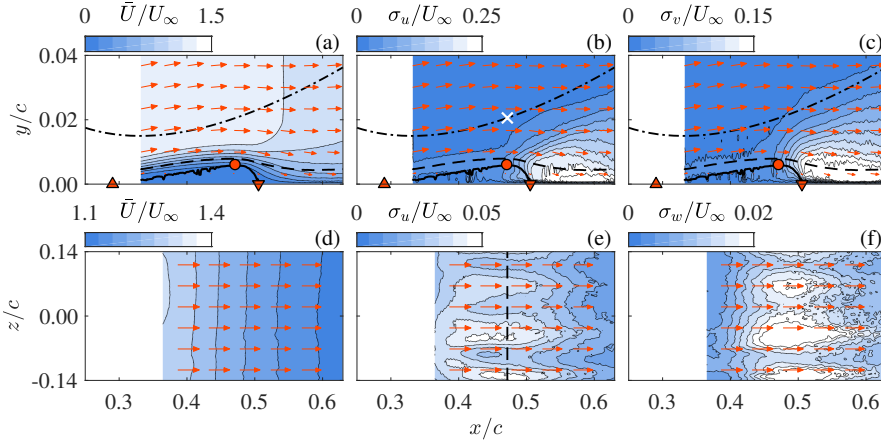 0 Ū/U∞ 1.5 0 σu/U∞ 0.25 0 σv/U∞ 0.15
(a) (b) (c)
0.04
0.02
0.00
y/c
1.1 Ū/U∞ 1.4 0 σu/U∞ 0.05 0 σw/U∞ 0.02
(d) (e) (f)
0.14
0.00
-0.14
z/c
0.3 0.4 0.5 0.6 0.3 0.4 0.5 0.6 0.3 0.4 0.5 0.6
x/c